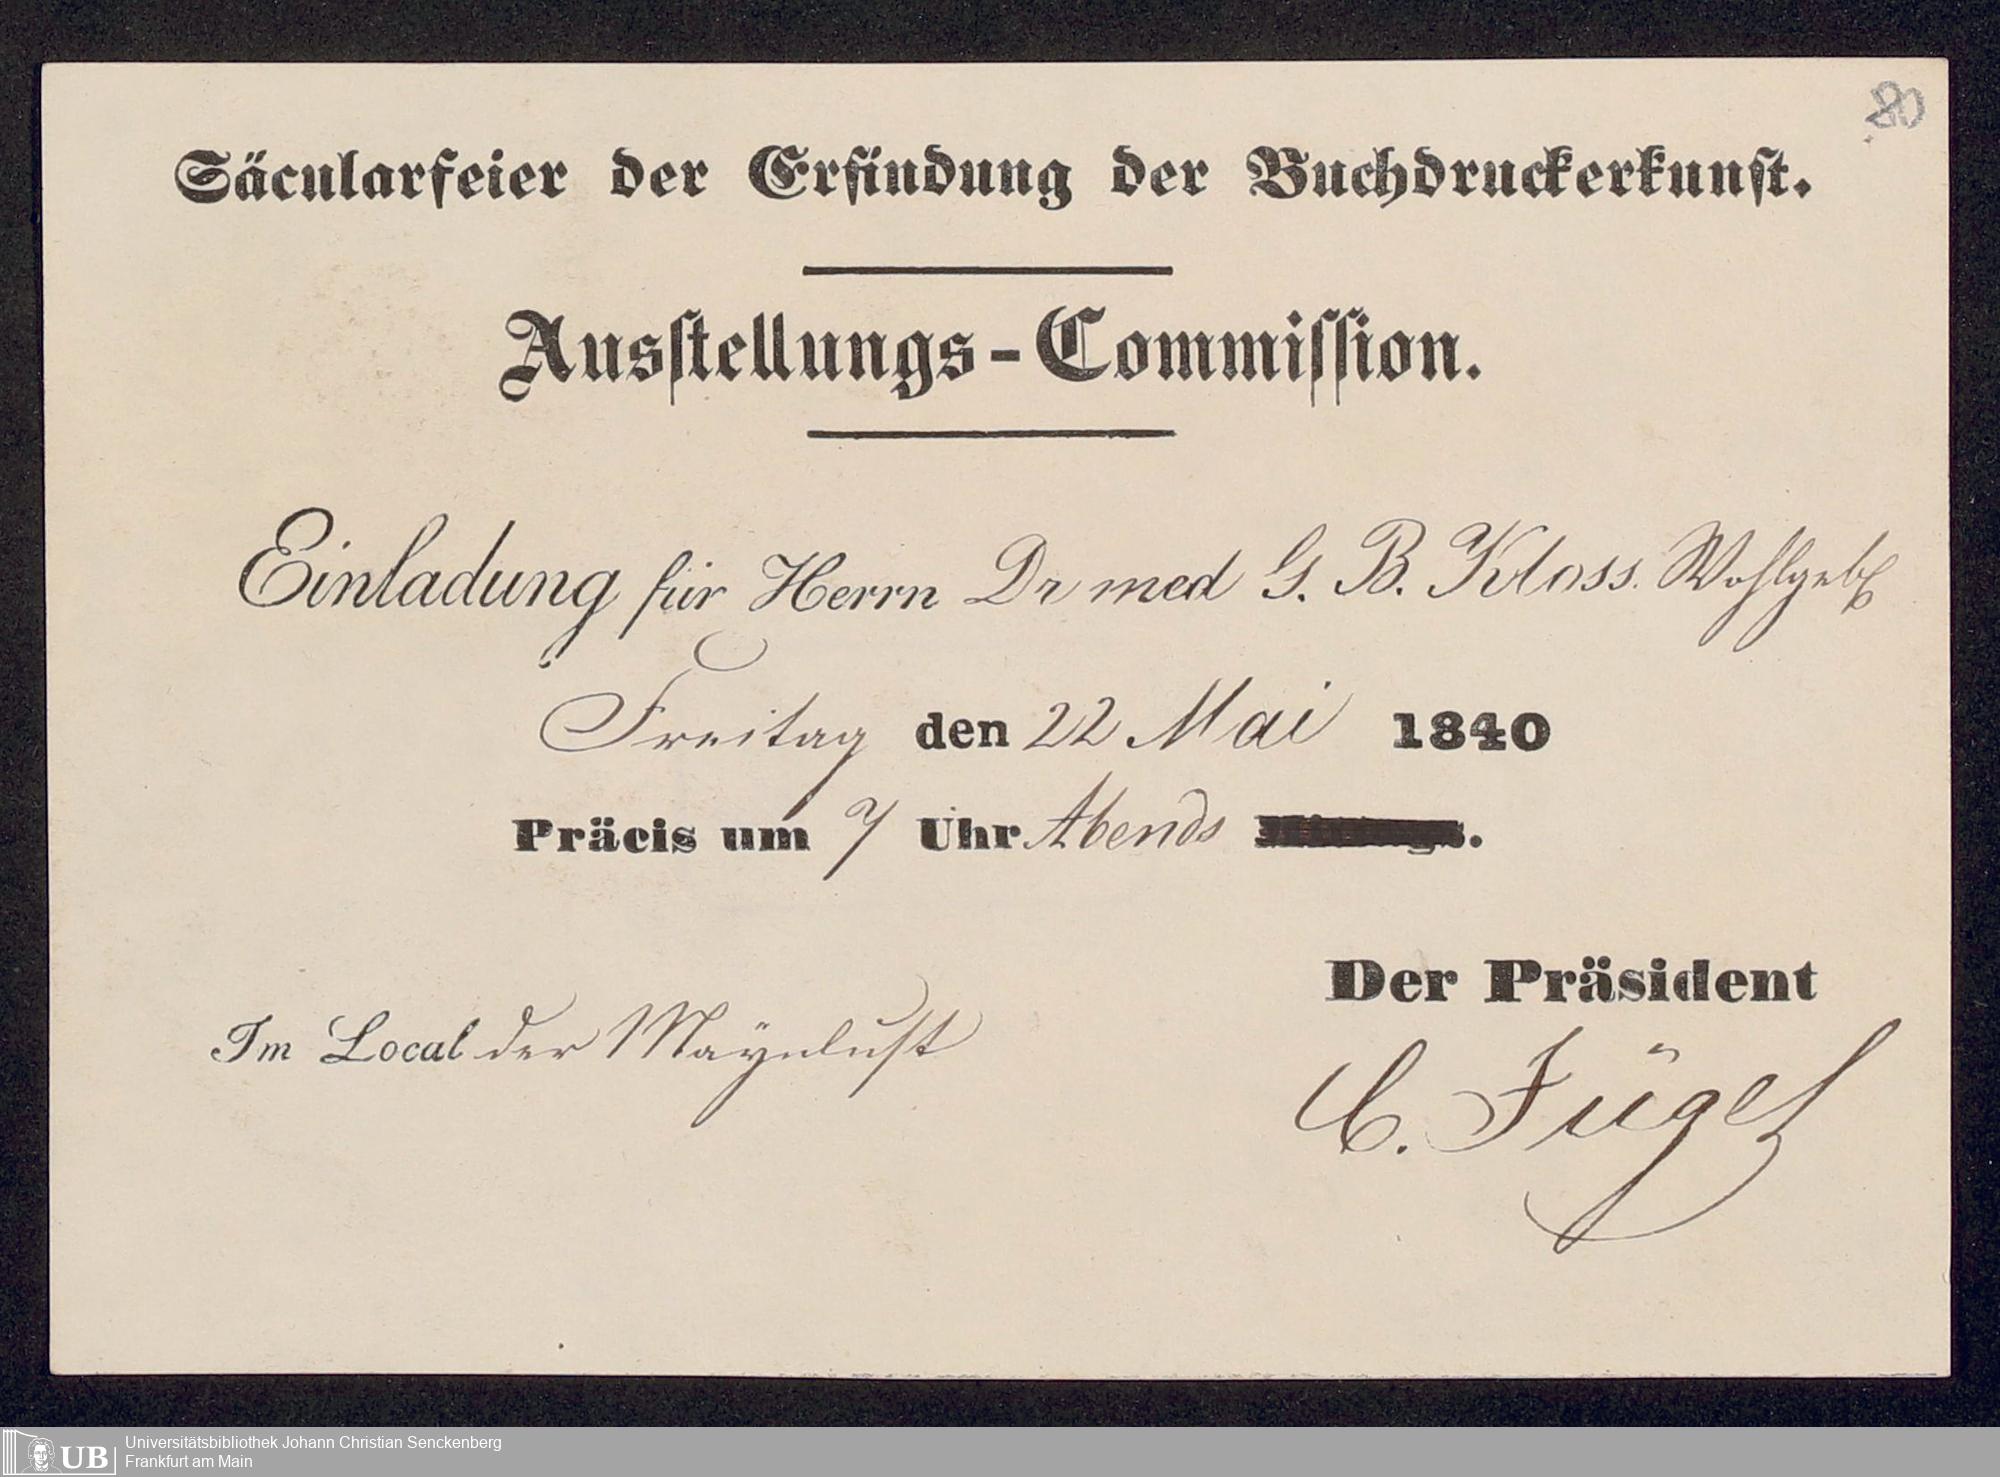 80
Säcularfeier der Erfindung der Buchdruckerkunst.
Ausstellungs-Commission.
Einladung für Herrn Dr med G. B. Kloss. Wohlgeb
Freitag den 22 Mai 1840
Präcis um 7 Uhr Abends
Der Präsident
Im Local der Maynlust
C. Jügel
UB
Universitätsbibliothek Johann Christian Senckenberg
Frankfurt am Main